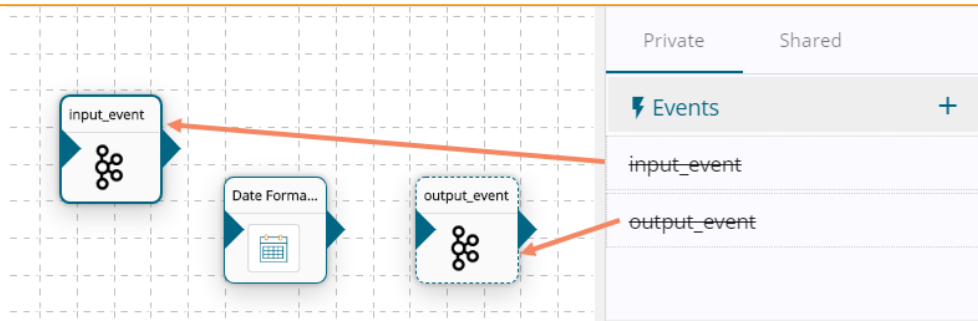 Private Shared
input_event
Events +
input_event
Date Forma... output_event
output_event